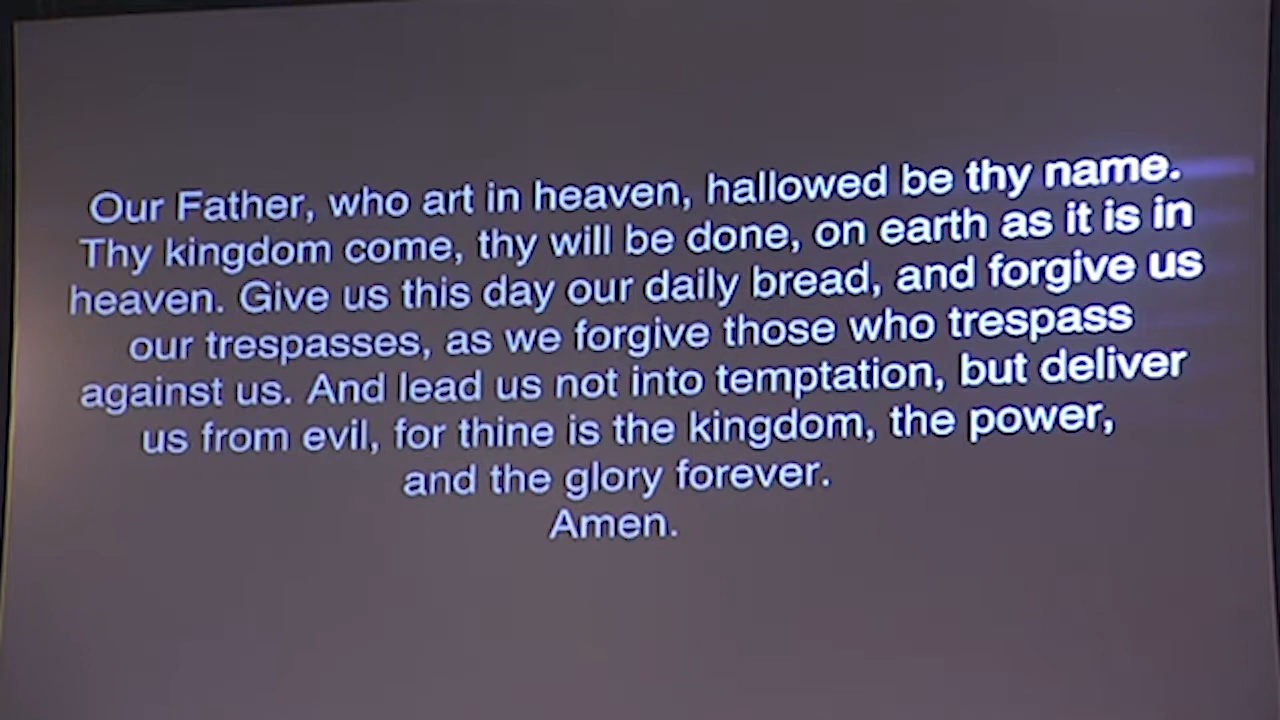 Our Father, who art in heaven, hallowed be thy name.
Thy kingdom come, thy will be done, on earth as it is in
heaven. Give us this day our daily bread, and forgive us
our trespasses, as we forgive those who trespass
against us. And lead us not into temptation, but deliver
us from evil, for thine is the kingdom, the power,
and the glory forever.
Amen.